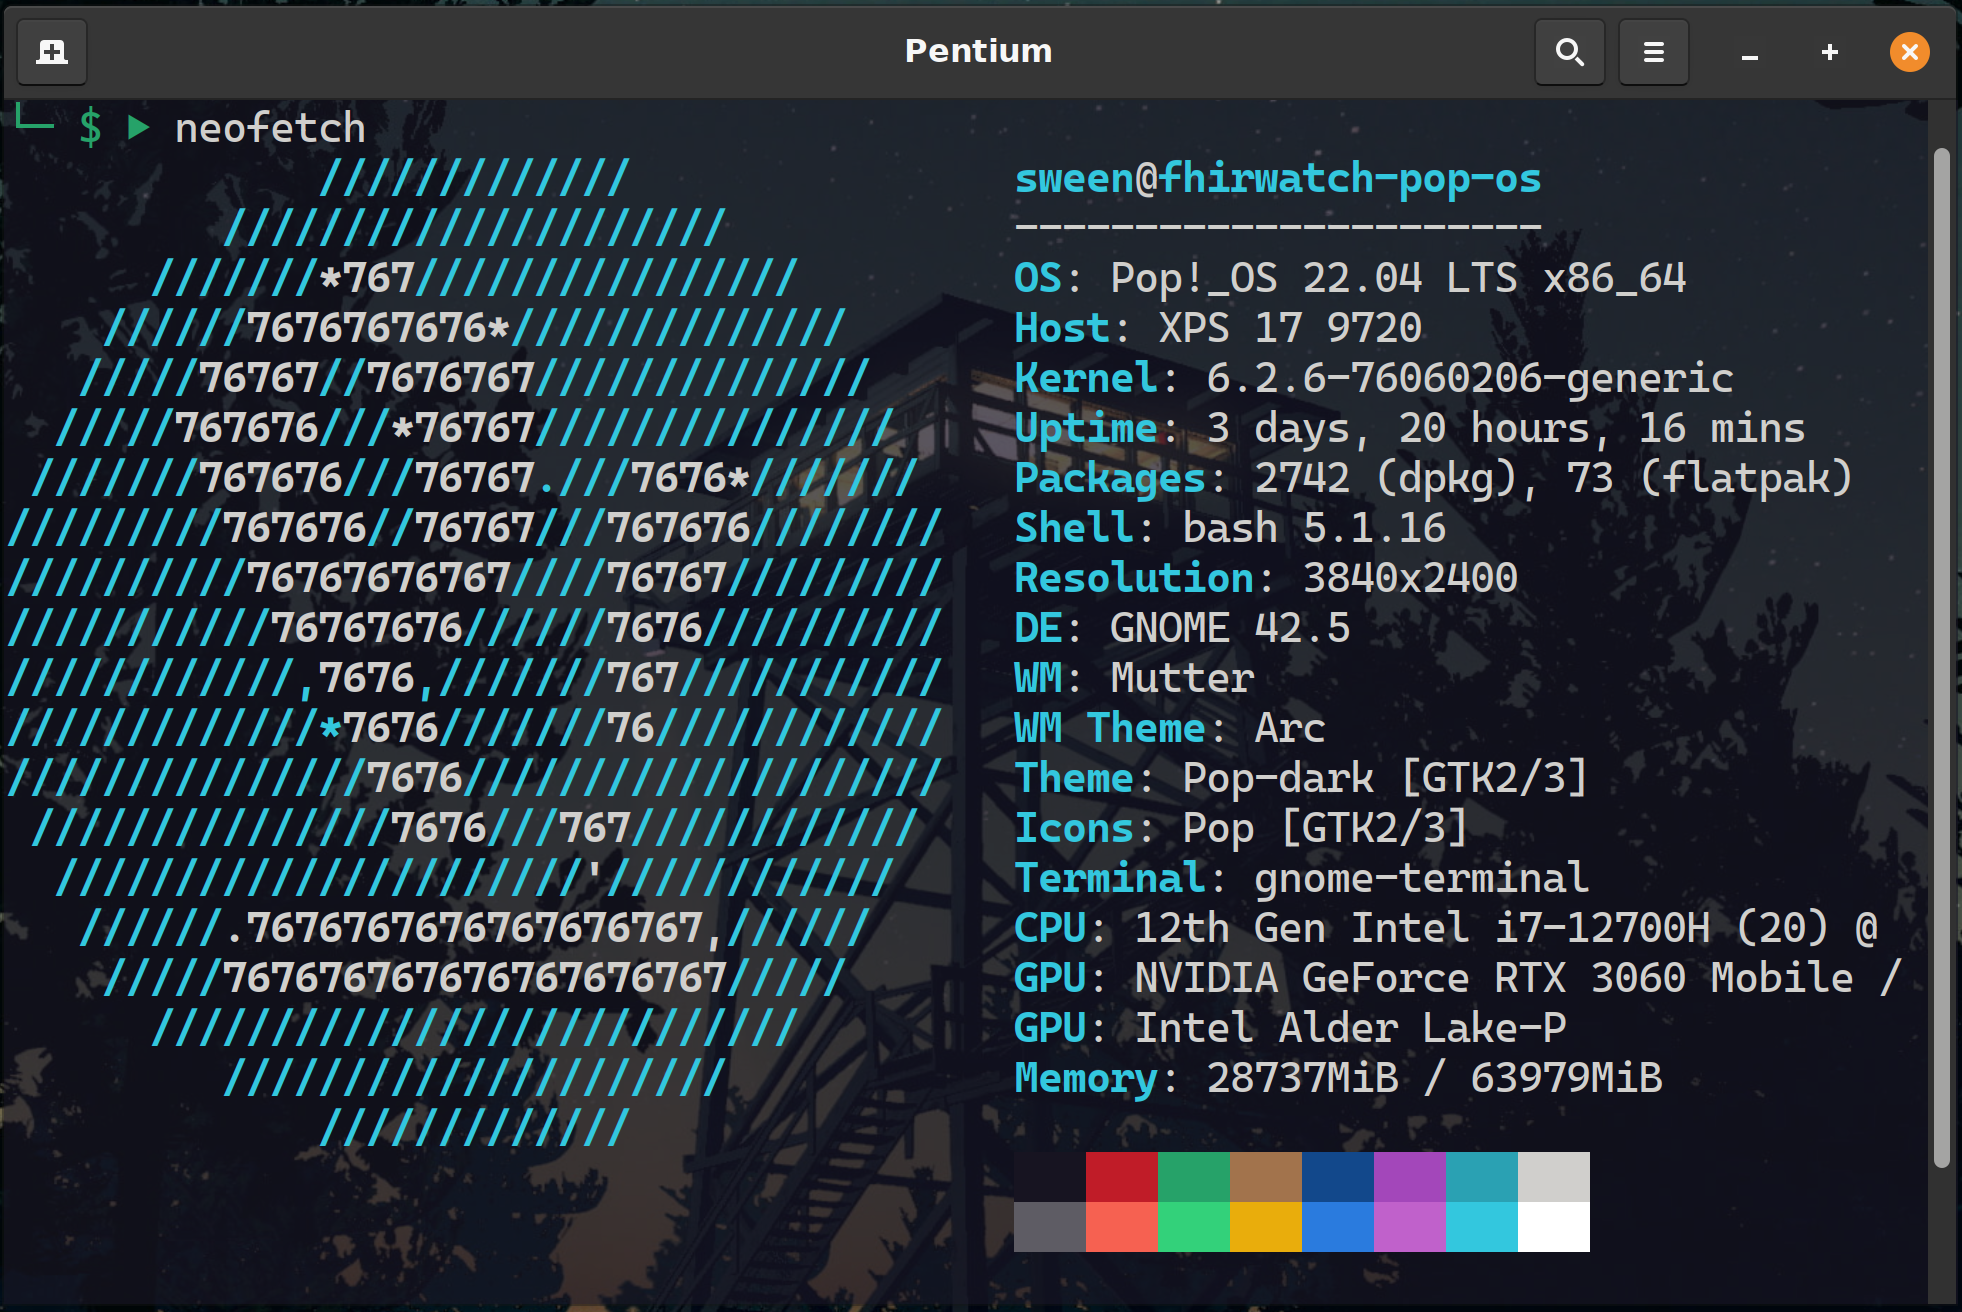 Pentium
└─ $ ▶ neofetch
/////////////
/////////////////////
///////*767////////////////
//////7676767676*//////////////
/////76767//7676767//////////////
/////767676///*76767///////////////
///////767676///76767.///7676*///////
/////////767676//76767///767676////////
//////////76767676767////76767/////////
///////////76767676//////7676//////////
////////////,7676,///////767///////////
/////////////*7676///////76////////////
///////////////7676////////////////////
///////////////7676///767////////////
//////////////////////'////////////
//////.7676767676767676767,//////
/////767676767676767676767/////
///////////////////////////
/////////////////////
/////////////
sween@fhirwatch-pop-os
----------------------
OS: Pop!_OS 22.04 LTS x86_64
Host: XPS 17 9720
Kernel: 6.2.6-76060206-generic
Uptime: 3 days, 20 hours, 16 mins
Packages: 2742 (dpkg), 73 (flatpak)
Shell: bash 5.1.16
Resolution: 3840x2400
DE: GNOME 42.5
WM: Mutter
WM Theme: Arc
Theme: Pop-dark [GTK2/3]
Icons: Pop [GTK2/3]
Terminal: gnome-terminal
CPU: 12th Gen Intel i7-12700H (20) @
GPU: NVIDIA GeForce RTX 3060 Mobile /
GPU: Intel Alder Lake-P
Memory: 28737MiB / 63979MiB